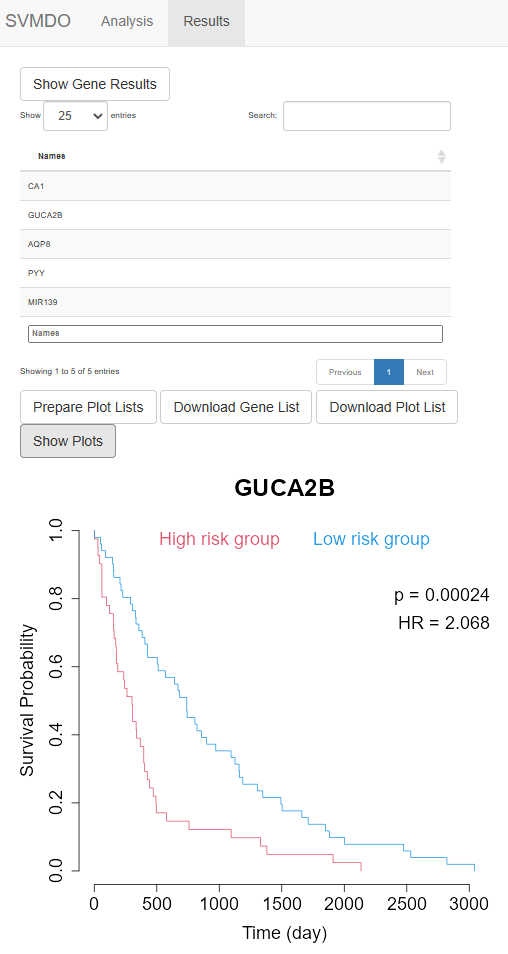 SVMDO Analysis Results
Show Gene Results
Show 25 entries Search:
Names
CA1
GUCA2B
AQP8
PYY
MIR139
Names
Showing 1 to 5 of 5 entries Previous 1 Next
Prepare Plot Lists Download Gene List Download Plot List
Show Plots
GUCA2B
High risk group Low risk group
p = 0.00024
HR = 2.068
Survival Probability
1.0
0.8
0.6
0.4
0.2
0.0
0 500 1000 1500 2000 2500 3000
Time (day)